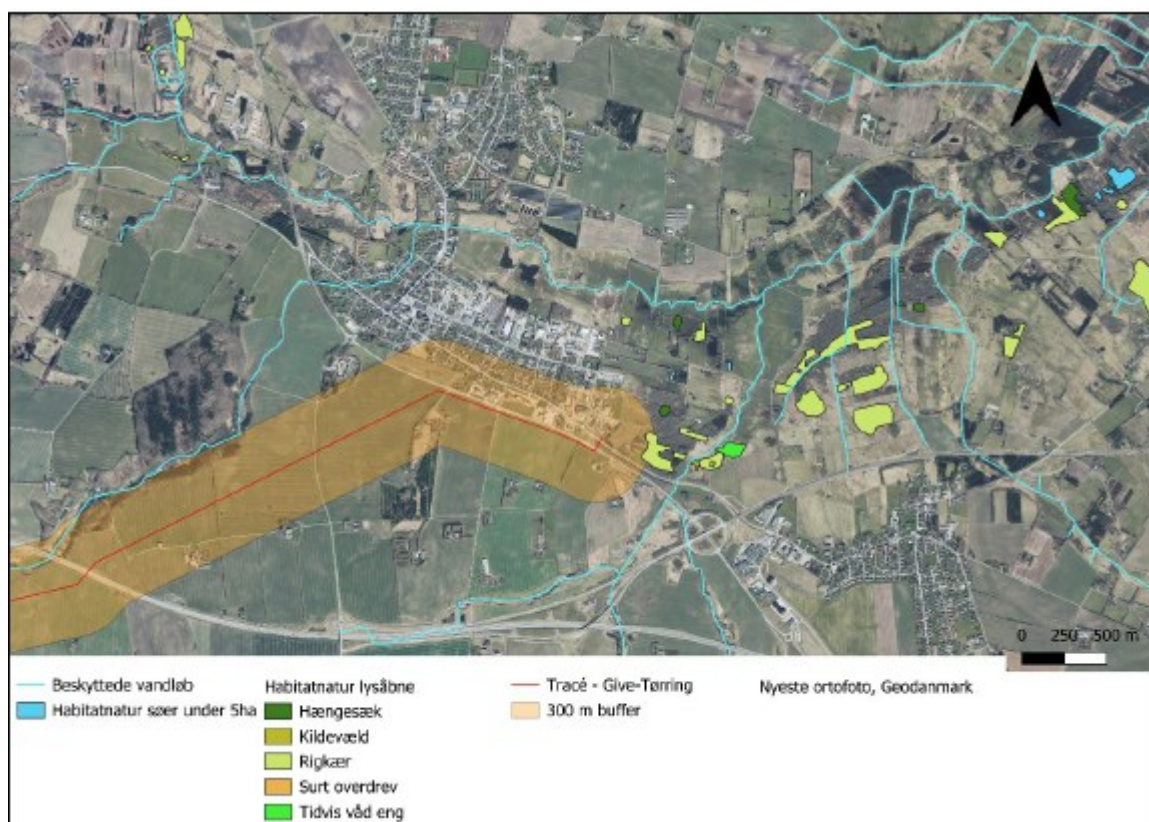 0 250 500 m
Beskyttede vandløb
Habitatnatur søer under 5ha
Habitatnatur lysåbne
Hængesæk
Kildevæld
Rigkær
Surt overdrev
Tidvis våd eng
Tracé - Give-Tørring
300 m buffer
Nyeste ortofoto, Geodanmark